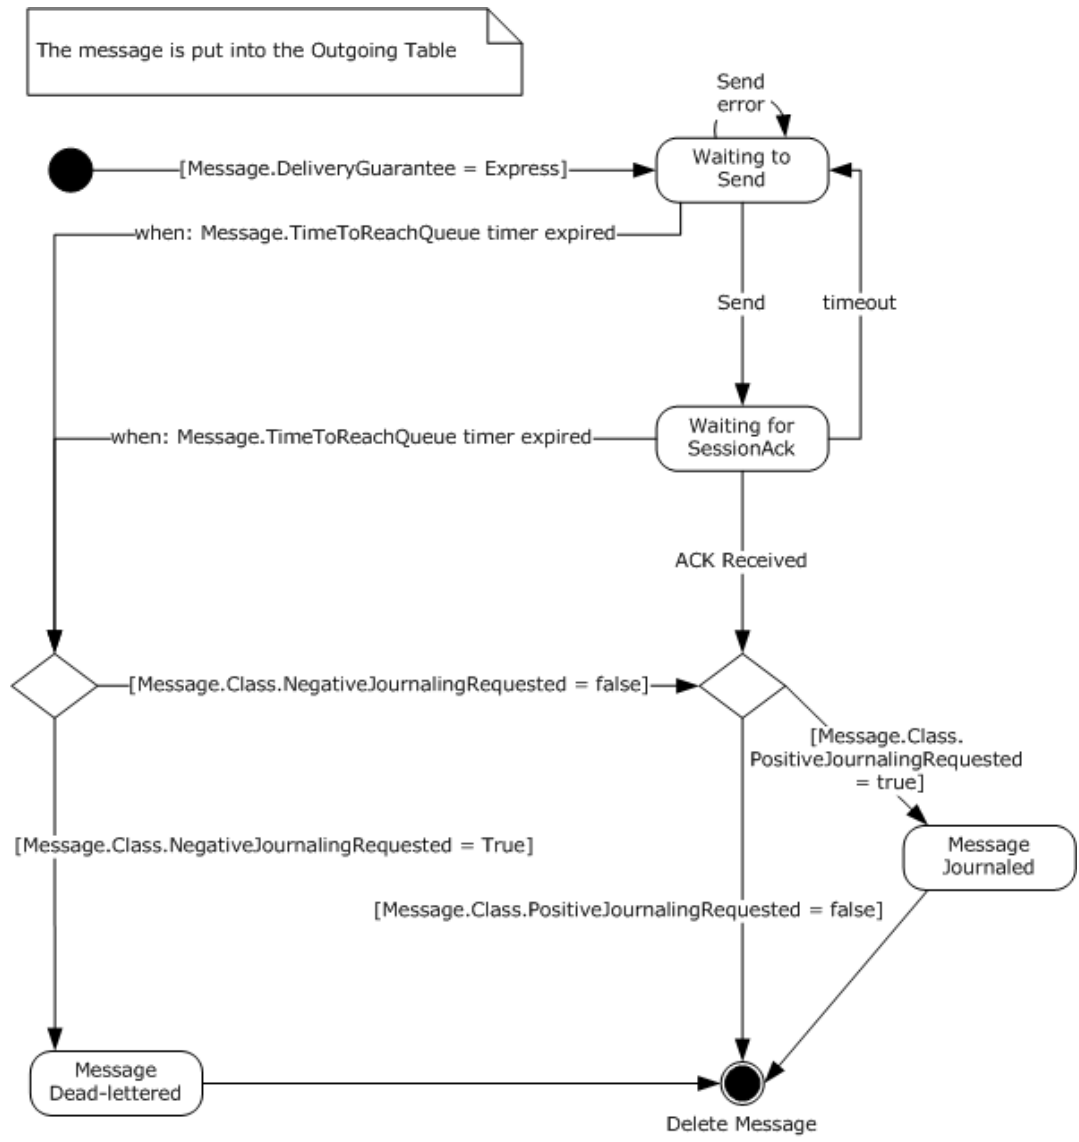 The message is put into the Outgoing Table
Send
error
[Message.DeliveryGuarantee = Express]
Waiting to
Send
when: Message.TimeToReachQueue timer expired
Send
timeout
when: Message.TimeToReachQueue timer expired
Waiting for
SessionAck
ACK Received
[Message.Class.NegativeJournalingRequested = false]
[Message.Class.
PositiveJournalingRequested
= true]
[Message.Class.NegativeJournalingRequested = True]
Message
Journaled
[Message.Class.PositiveJournalingRequested = false]
Message
Dead-lettered
Delete Message